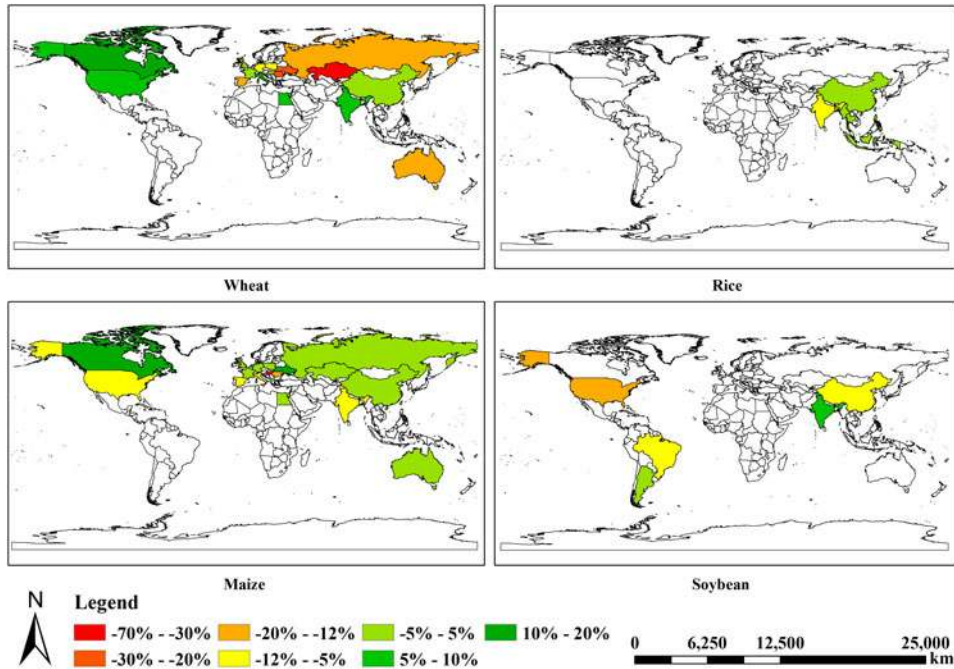 Wheat
Rice
Maize
Soybean
N
Legend
-70% - -30%
-20% - -12%
-5% - 5%
10% - 20%
-30% - -20%
-12% - -5%
5% - 10%
0 6,250 12,500 25,000
km